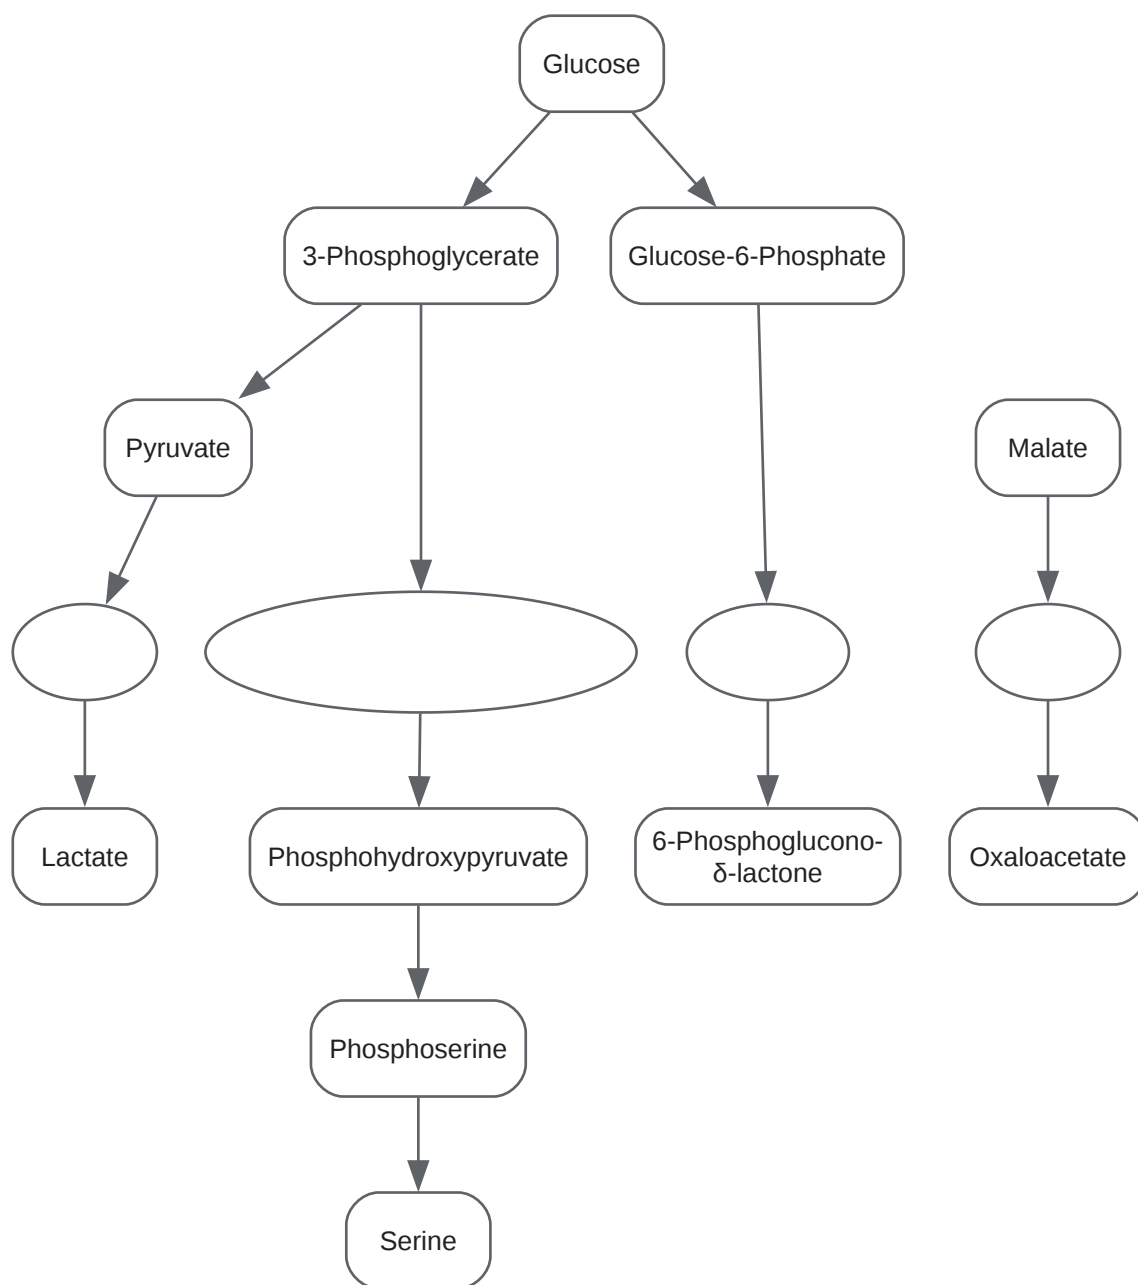 Glucose
3-Phosphoglycerate
Glucose-6-Phosphate
Pyruvate
Malate
Lactate
Phosphohydroxypyruvate
6-Phosphoglucono-
δ-lactone
Oxaloacetate
Phosphoserine
Serine